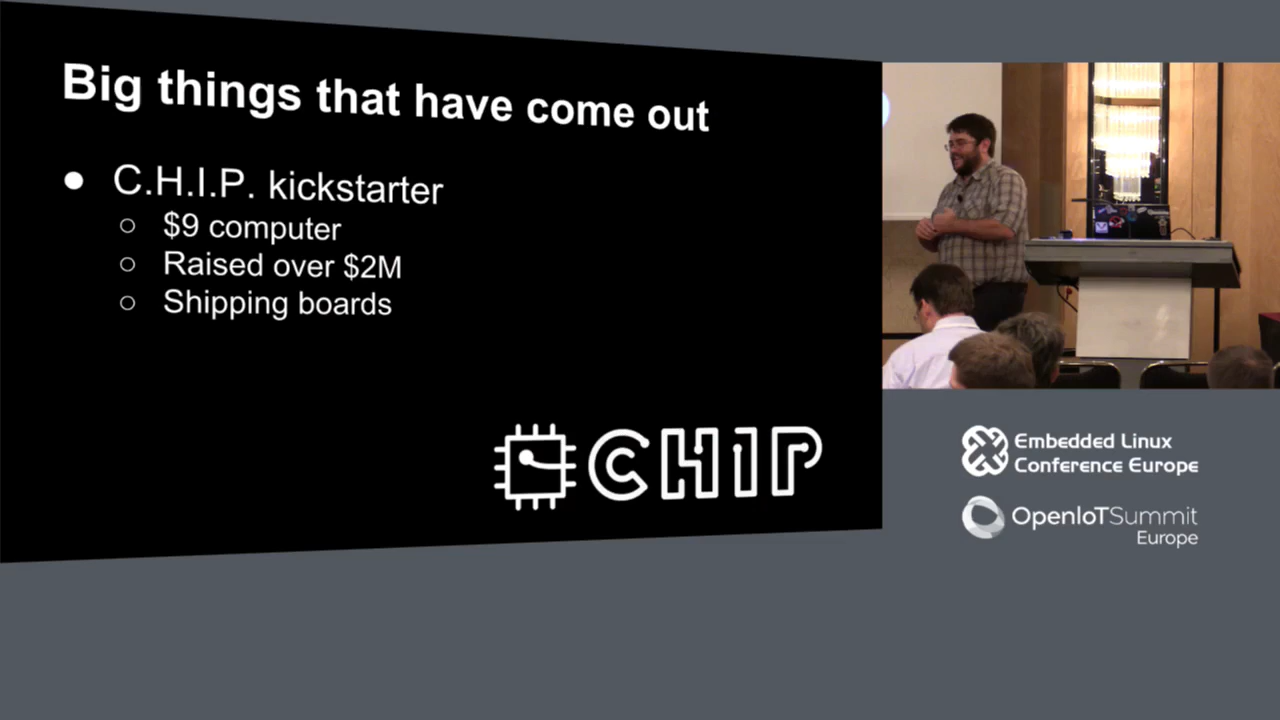 Big things that have come out
● C.H.I.P. kickstarter
○ $9 computer
○ Raised over $2M
○ Shipping boards
CHIP
Embedded Linux
Conference Europe
OpenIoTSummit
Europe